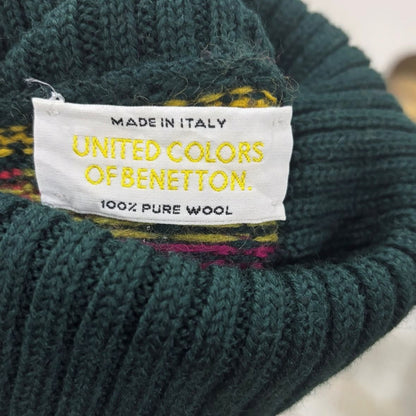 MADE IN ITALY
UNITED COLORS
OF BENETTON.
100% PURE WOOL